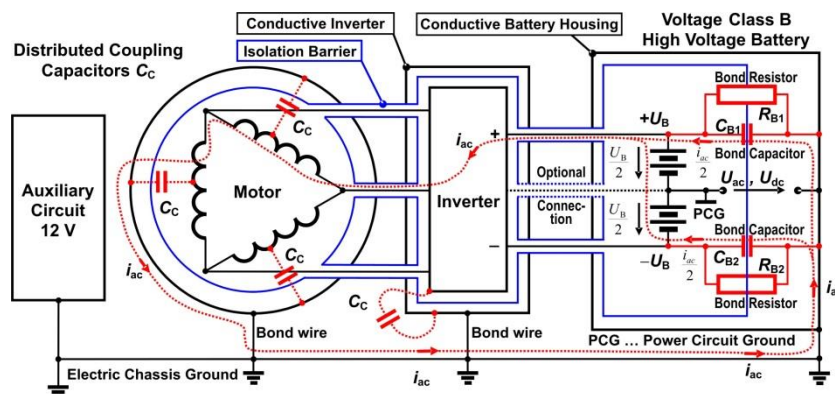 Conductive Inverter
Conductive Battery Housing
Voltage Class B
High Voltage Battery
Distributed Coupling
Capacitors CC
Isolation Barrier
Bond Resistor
RB1
CB1
Bond Capacitor
+UB
CC
iac
+
UB
2
iac
2
Auxiliary
Circuit
12 V
CC
Motor
Inverter
Optional
Connec-
tion
PCG
Uac , Udc
UB
2
Bond Capacitor
CC
–
–UB
iac
2
CB2
RB2
Bond Resistor
iac
CC
Bond wire
Bond wire
PCG ... Power Circuit Ground
Electric Chassis Ground
iac